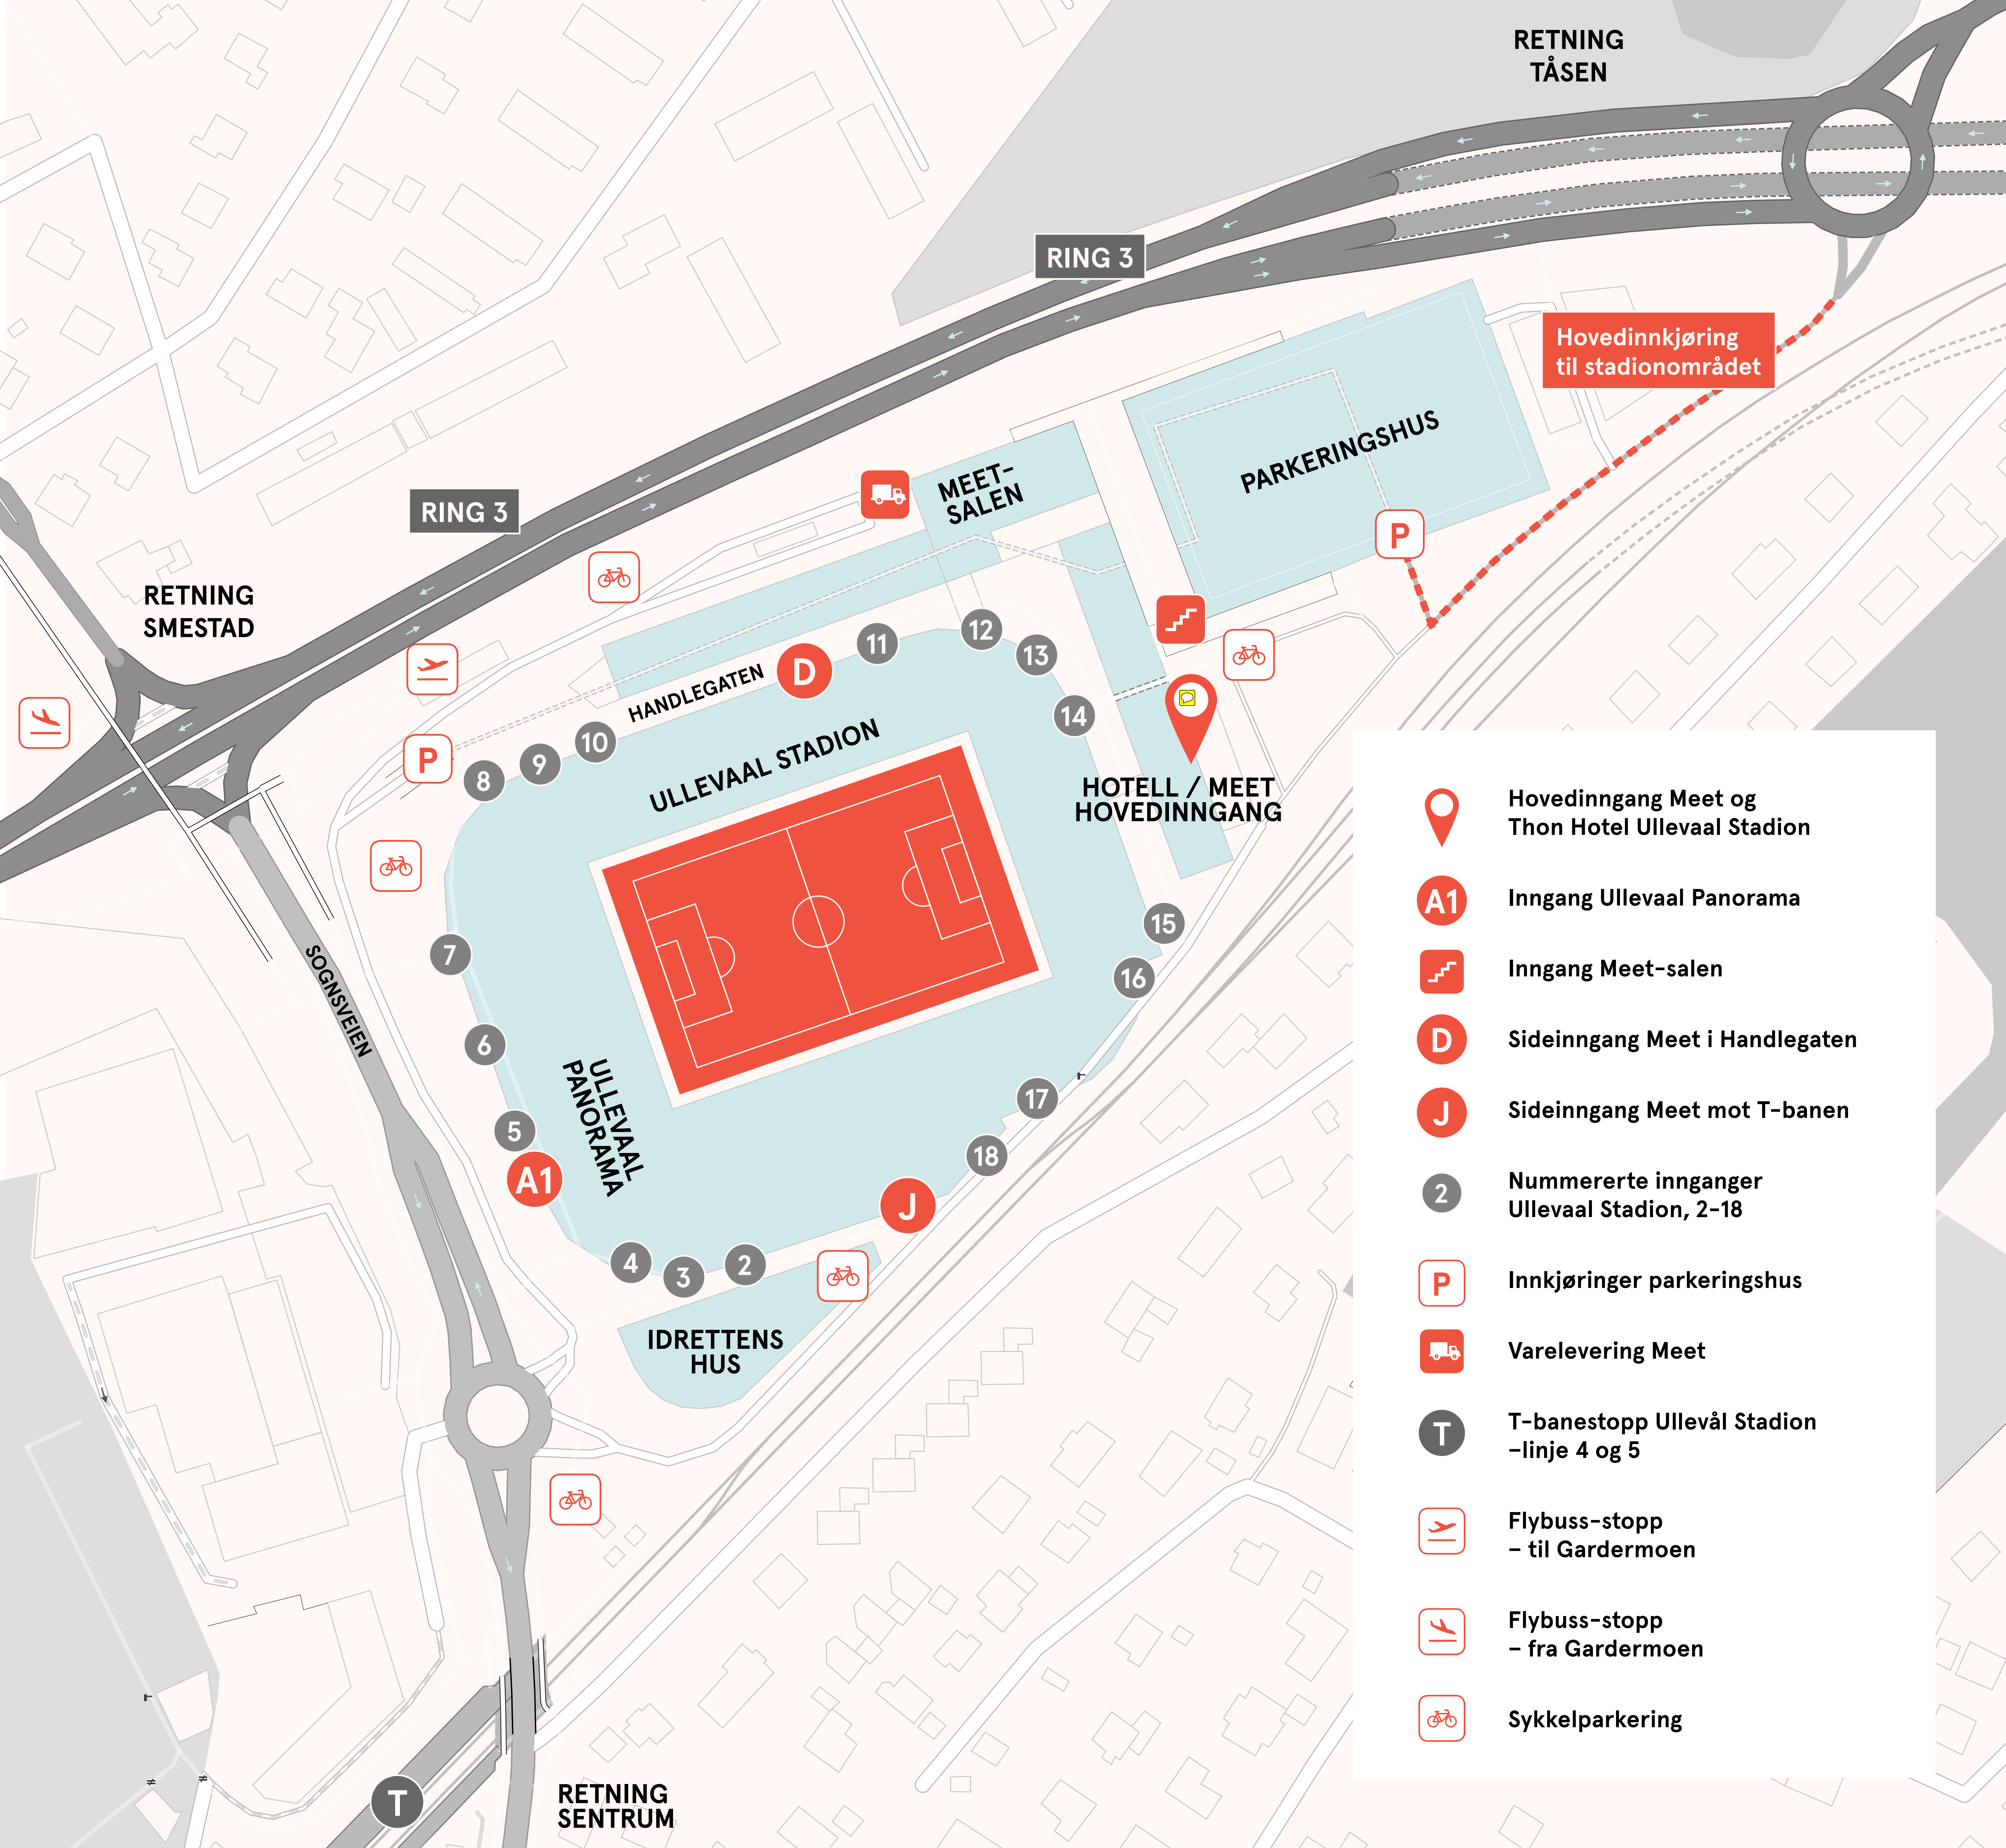 RETNING
TÅSEN
RING 3
Hovedinnkjøring
til stadionområdet
PARKERINGSHUS
MEET-
SALEN
RING 3
P
RETNING
SMESTAD
HANDLEGATEN
D
11
12
13
14
10
9
8
P
ULLEVAAL STADION
HOTELL / MEET
HOVEDINNGANG
SOGNSVEIEN
7
6
5
A1
ULLEVAAL
PANORAMA
15
16
17
18
J
4
3
2
IDRETTENS
HUS
T
RETNING
SENTRUM
Hovedinngang Meet og
Thon Hotel Ullevaal Stadion
A1 Inngang Ullevaal Panorama
Inngang Meet-salen
D Sideinngang Meet i Handlegaten
J Sideinngang Meet mot T-banen
2 Nummererte innganger
Ullevaal Stadion, 2-18
P Innkjøringer parkeringshus
Varelevering Meet
T T-banestopp Ullevål Stadion
–linje 4 og 5
Flybuss-stopp
– til Gardermoen
Flybuss-stopp
– fra Gardermoen
Sykkelparkering